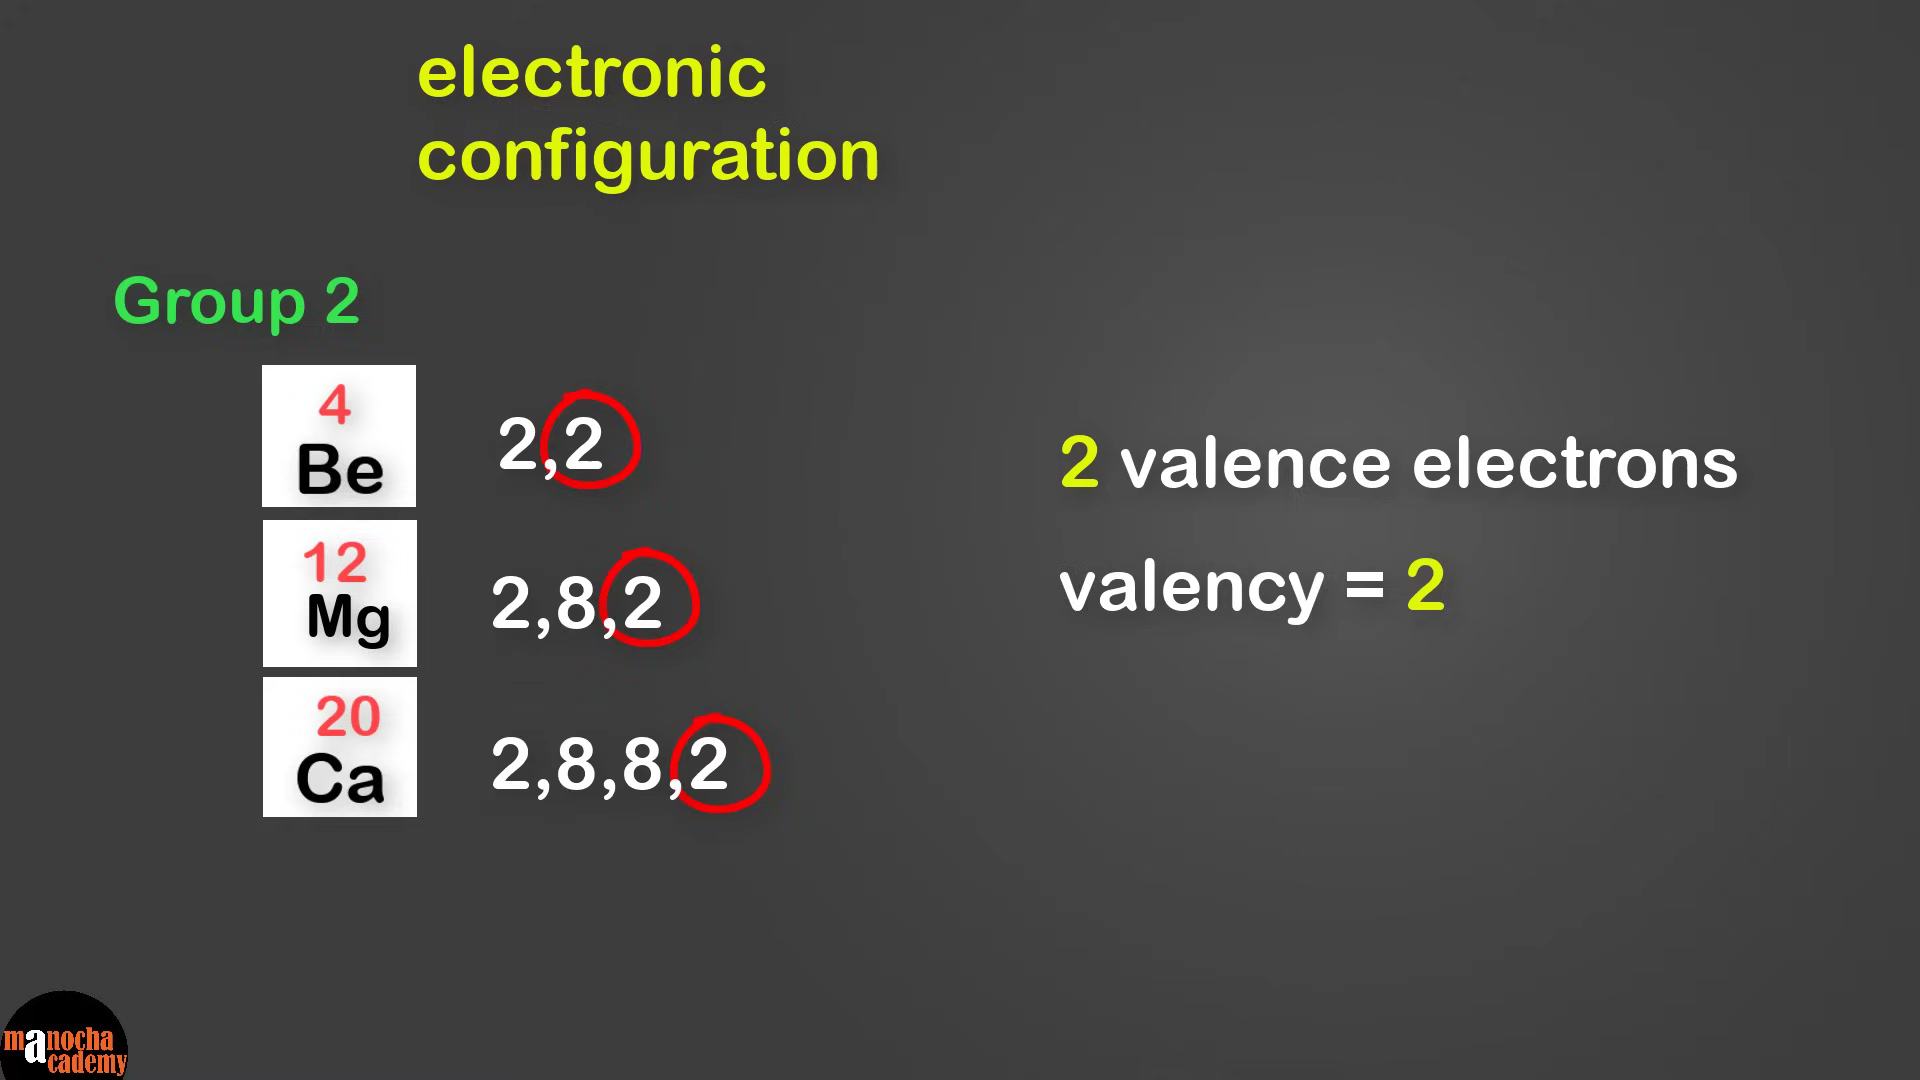 electronic
configuration
Group 2
4
Be
2,2
12
Mg
2,8,2
20
Ca
2,8,8,2
2 valence electrons
valency = 2
manocha
academy